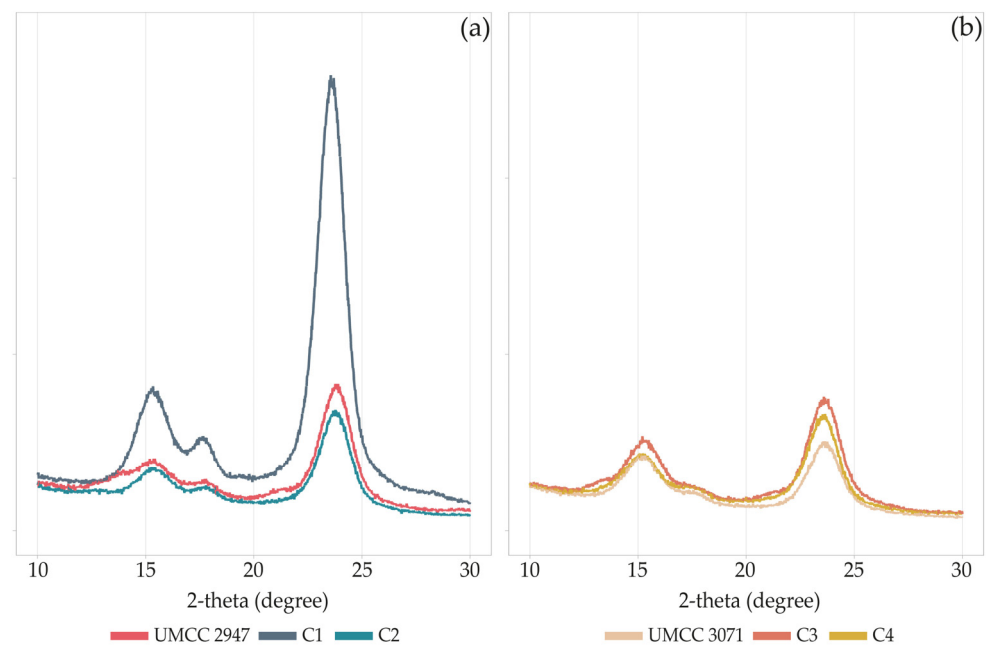 (a)
(b)
10 15 20 25 30
10 15 20 25 30
2-theta (degree)
2-theta (degree)
UMCC 2947 C1 C2
UMCC 3071 C3 C4